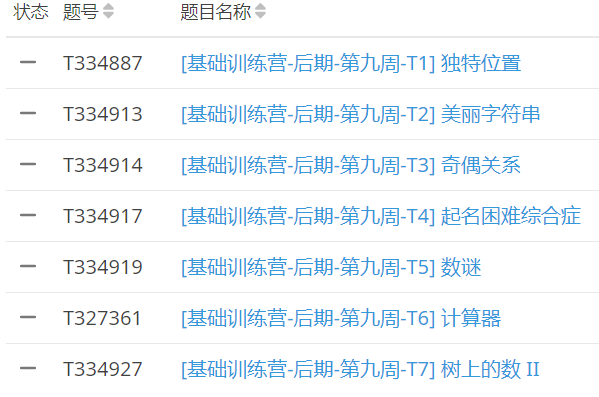 状态 题号 题目名称
— T334887 [基础训练营-后期-第九周-T1] 独特位置
— T334913 [基础训练营-后期-第九周-T2] 美丽字符串
— T334914 [基础训练营-后期-第九周-T3] 奇偶关系
— T334917 [基础训练营-后期-第九周-T4] 起名困难综合症
— T334919 [基础训练营-后期-第九周-T5] 数谜
— T327361 [基础训练营-后期-第九周-T6] 计算器
— T334927 [基础训练营-后期-第九周-T7] 树上的数 II